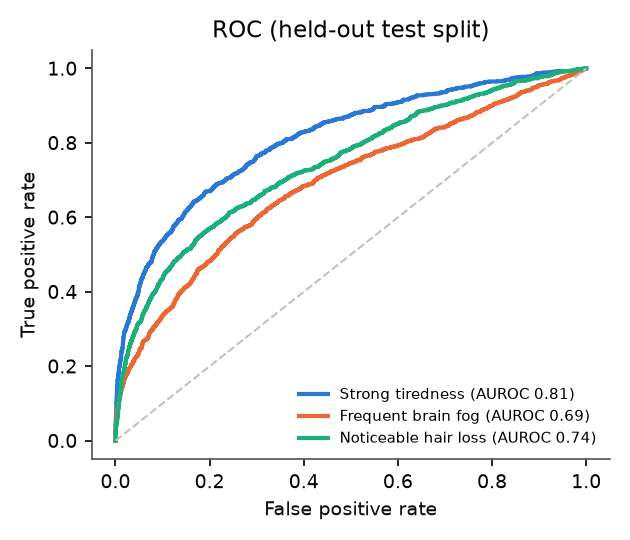 ROC (held-out test split)
True positive rate
1.0
0.8
0.6
0.4
0.2
0.0
Strong tiredness (AUROC 0.81)
Frequent brain fog (AUROC 0.69)
Noticeable hair loss (AUROC 0.74)
0.0 0.2 0.4 0.6 0.8 1.0
False positive rate